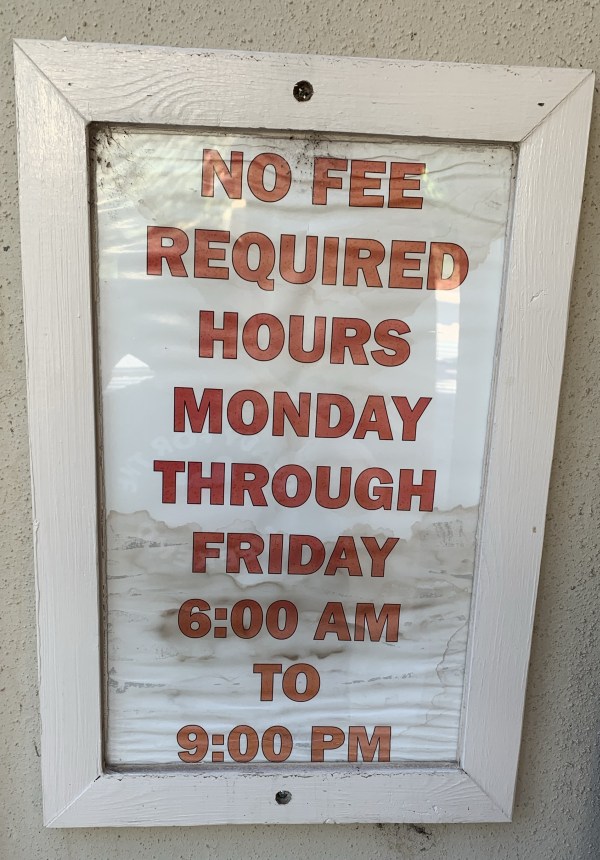 NO FEE
REQUIRED
HOURS
MONDAY
THROUGH
FRIDAY
6:00 AM
TO
9:00 PM